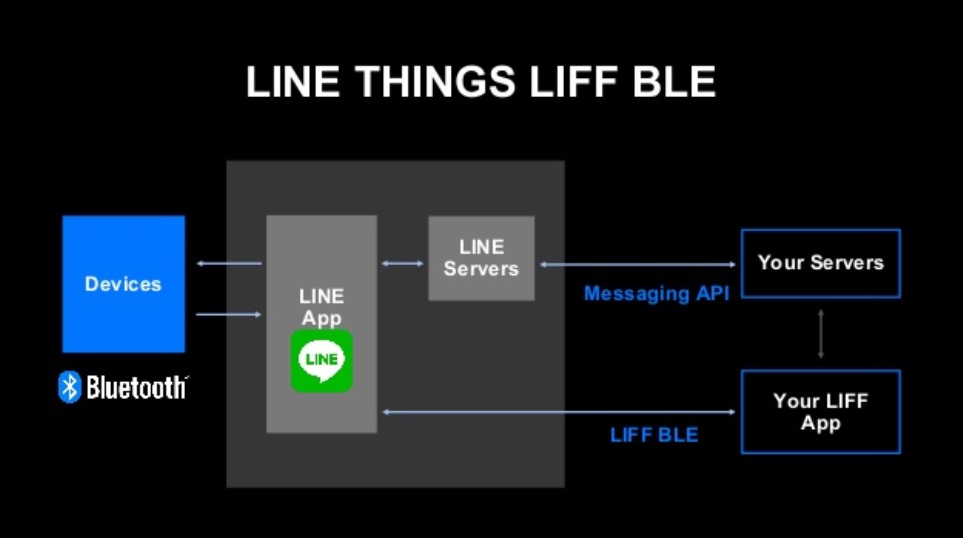 LINE THINGS LIFF BLE
Devices
Bluetooth
LINE
App
LINE
LINE
Servers
Messaging API
LIFF BLE
Your Servers
Your LIFF
App